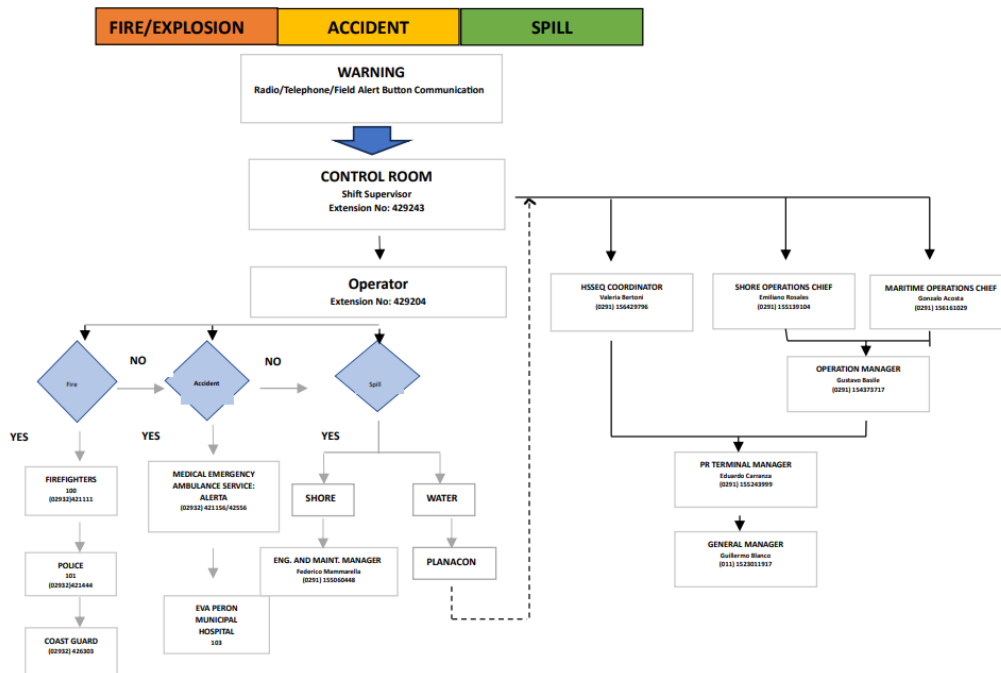 FIRE/EXPLOSION
ACCIDENT
SPILL
WARNING
Radio/Telephone/Field Alert Button Communication
CONTROL ROOM
Shift Supervisor
Extension No: 429243
Operator
Extension No: 429204
HSSEQ COORDINATOR
Valeria Bertoni
(0291) 156429796
SHORE OPERATIONS CHIEF
Emiliano Rosales
(0291) 155139104
MARITIME OPERATIONS CHIEF
Gonzalo Acosta
(0291) 156161029
OPERATION MANAGER
Gustavo Basile
(0291) 154373717
PR TERMINAL MANAGER
Eduardo Carranza
(0291) 155243999
GENERAL MANAGER
Guillermo Blanco
(011) 1523011917
Fire
NO
Accident
NO
Spill
YES
YES
YES
FIREFIGHTERS
100
(02932)421111
POLICE
101
(02932)421444
COAST GUARD
(02932) 426303
MEDICAL EMERGENCY
AMBULANCE SERVICE:
ALERTA
(02932) 421156/42556
EVA PERON
MUNICIPAL
HOSPITAL
103
SHORE
WATER
ENG. AND MAINT. MANAGER
Federico Mammarella
(0291) 155060448
PLANACON